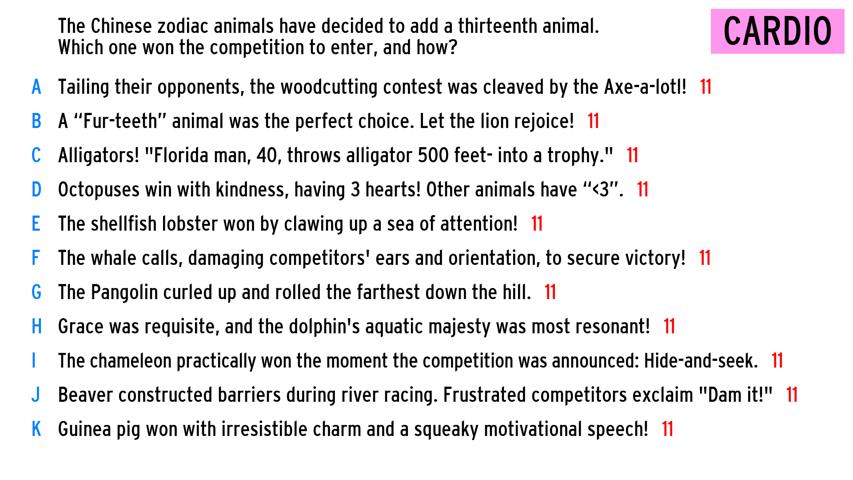 The Chinese zodiac animals have decided to add a thirteenth animal.
Which one won the competition to enter, and how?
CARDIO
A Tailing their opponents, the woodcutting contest was cleaved by the Axe-a-lotl! 11
B A “Fur-teeth” animal was the perfect choice. Let the lion rejoice! 11
C Alligators! "Florida man, 40, throws alligator 500 feet- into a trophy." 11
D Octopuses win with kindness, having 3 hearts! Other animals have “<3”. 11
E The shellfish lobster won by clawing up a sea of attention! 11
F The whale calls, damaging competitors' ears and orientation, to secure victory! 11
G The Pangolin curled up and rolled the farthest down the hill. 11
H Grace was requisite, and the dolphin's aquatic majesty was most resonant! 11
I The chameleon practically won the moment the competition was announced: Hide-and-seek. 11
J Beaver constructed barriers during river racing. Frustrated competitors exclaim "Dam it!" 11
K Guinea pig won with irresistible charm and a squeaky motivational speech! 11